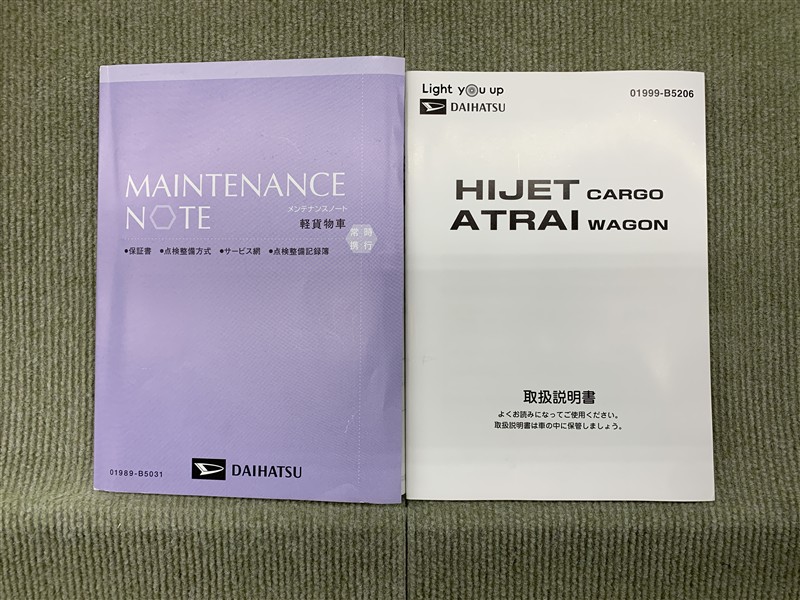 MAINTENANCE
NOTE
メンテナンスノート
軽貨物車
常時
携行
●保証書 ●点検整備方式 ●サービス網 ●点検整備記録簿
01989-B5031
DAIHATSU
Light you up
DAIHATSU
01999-B5206
HIJET CARGO
ATRAI WAGON
取扱説明書
よくお読みになってご使用ください。
取扱説明書は車の中に保管しましょう。